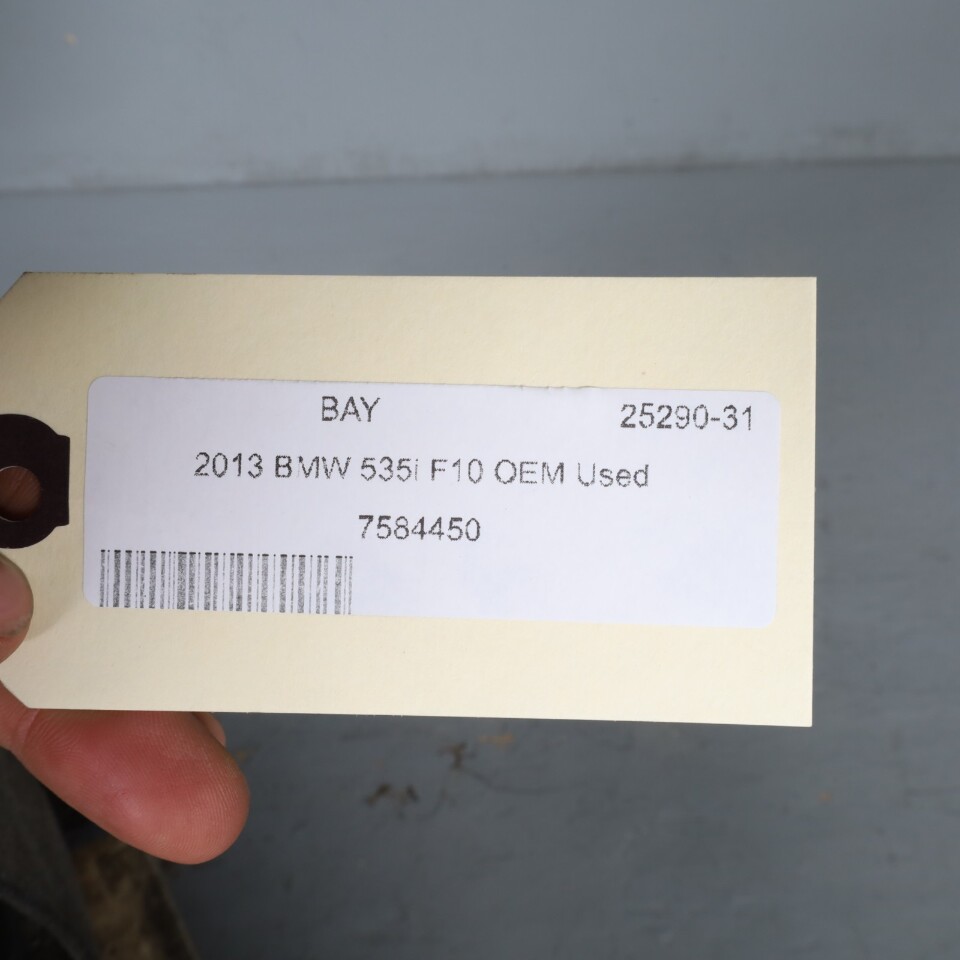 BAY 25290-31
2013 BMW 535i F10 OEM Used
7584450